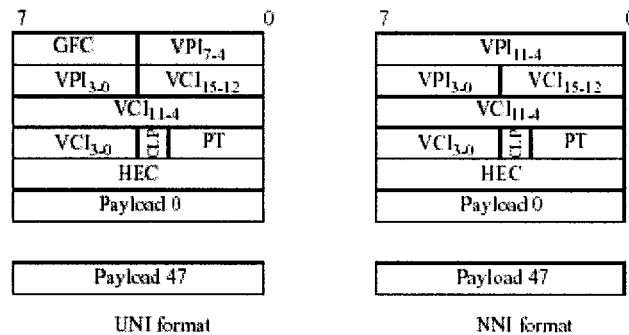 7 0
GFC VPI7-4
VPI3-0 VCI15-12
VCI11-4
VCI3-0 CLP PT
HEC
Payload 0
Payload 47
UNI format
7 0
VPI11-4
VPI3-0 VCI15-12
VCI11-4
VCI3-0 CLP PT
HEC
Payload 0
Payload 47
NNI format